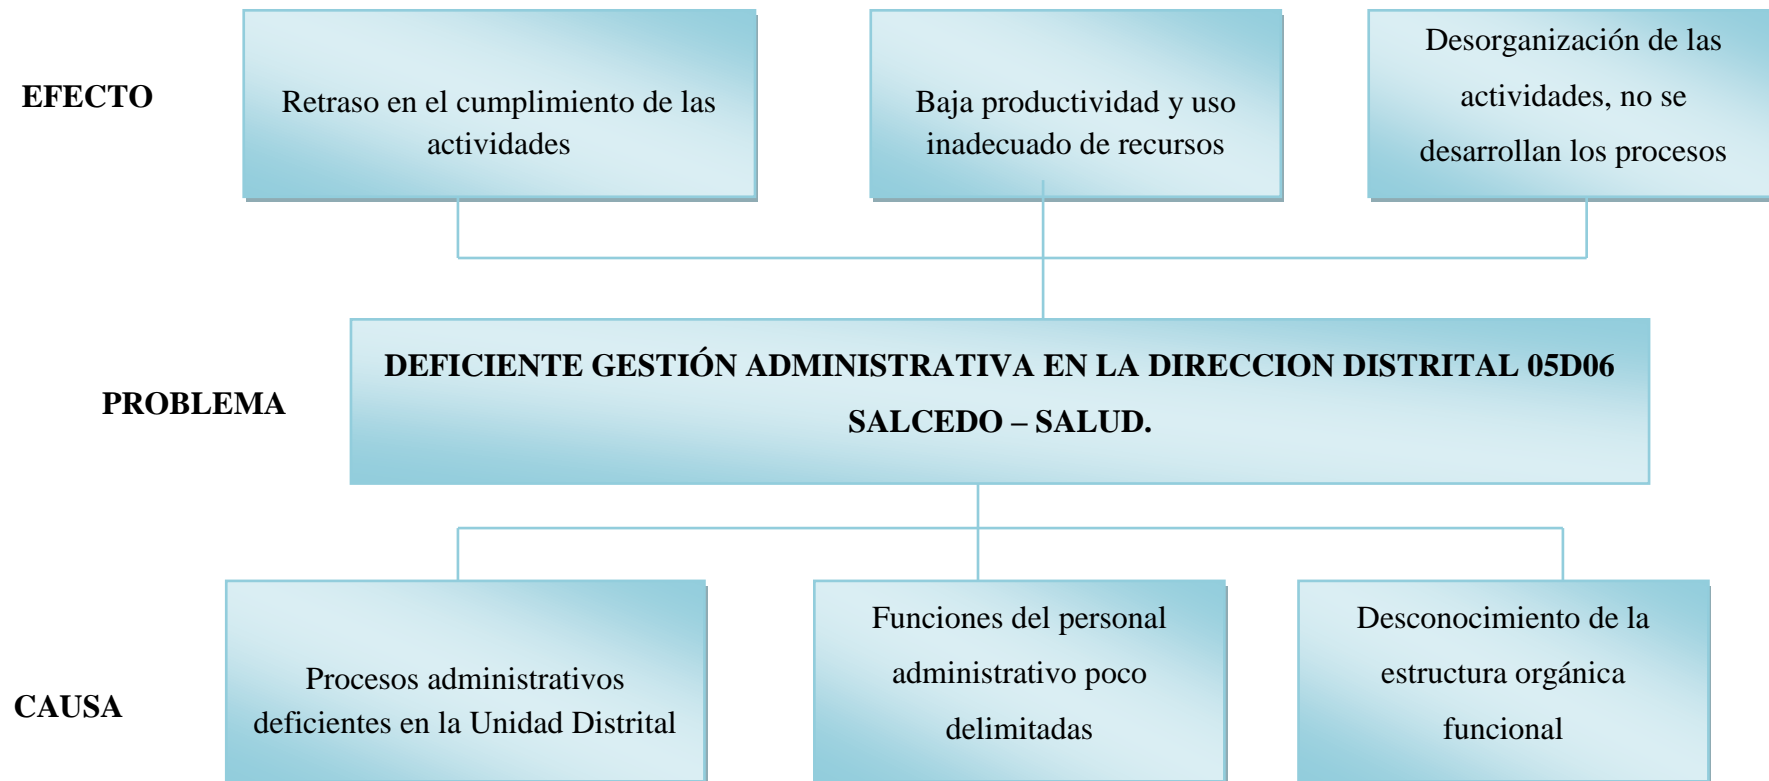 EFECTO
Retraso en el cumplimiento de las
actividades
Baja productividad y uso
inadecuado de recursos
Desorganización de las
actividades, no se
desarrollan los procesos
PROBLEMA
DEFICIENTE GESTIÓN ADMINISTRATIVA EN LA DIRECCION DISTRITAL 05D06
SALCEDO – SALUD.
CAUSA
Procesos administrativos
deficientes en la Unidad Distrital
Funciones del personal
administrativo poco
delimitadas
Desconocimiento de la
estructura orgánica
funcional